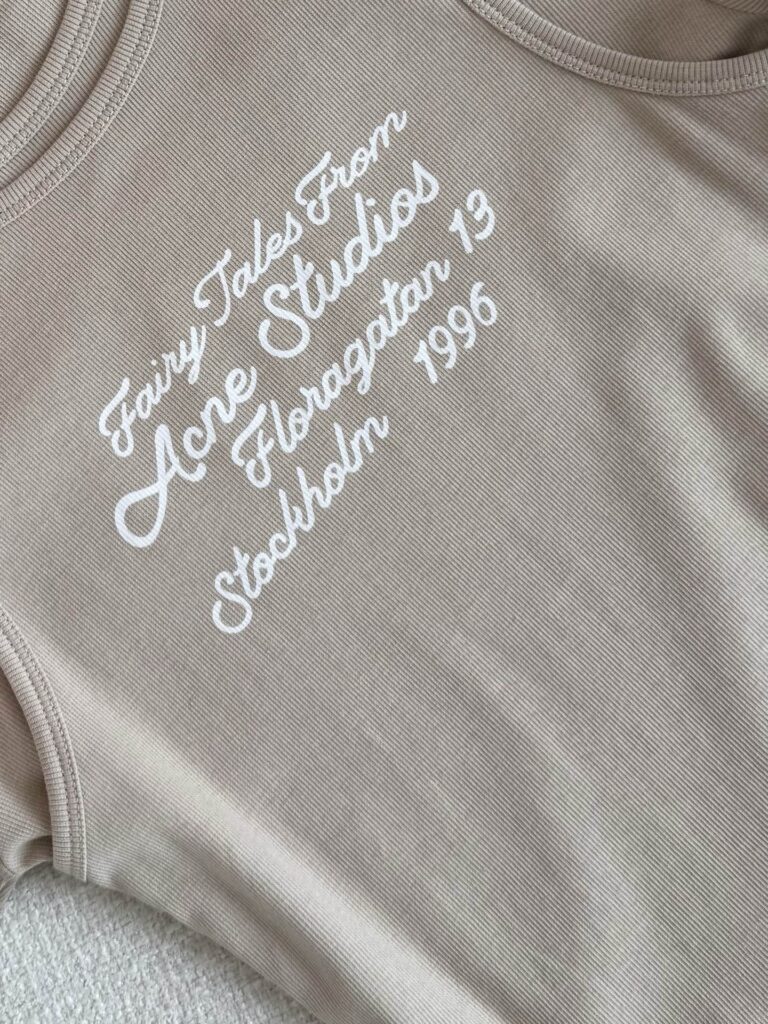 Fairy Tales From
Acne Studios
Floragatan 13
Stockholm 1996